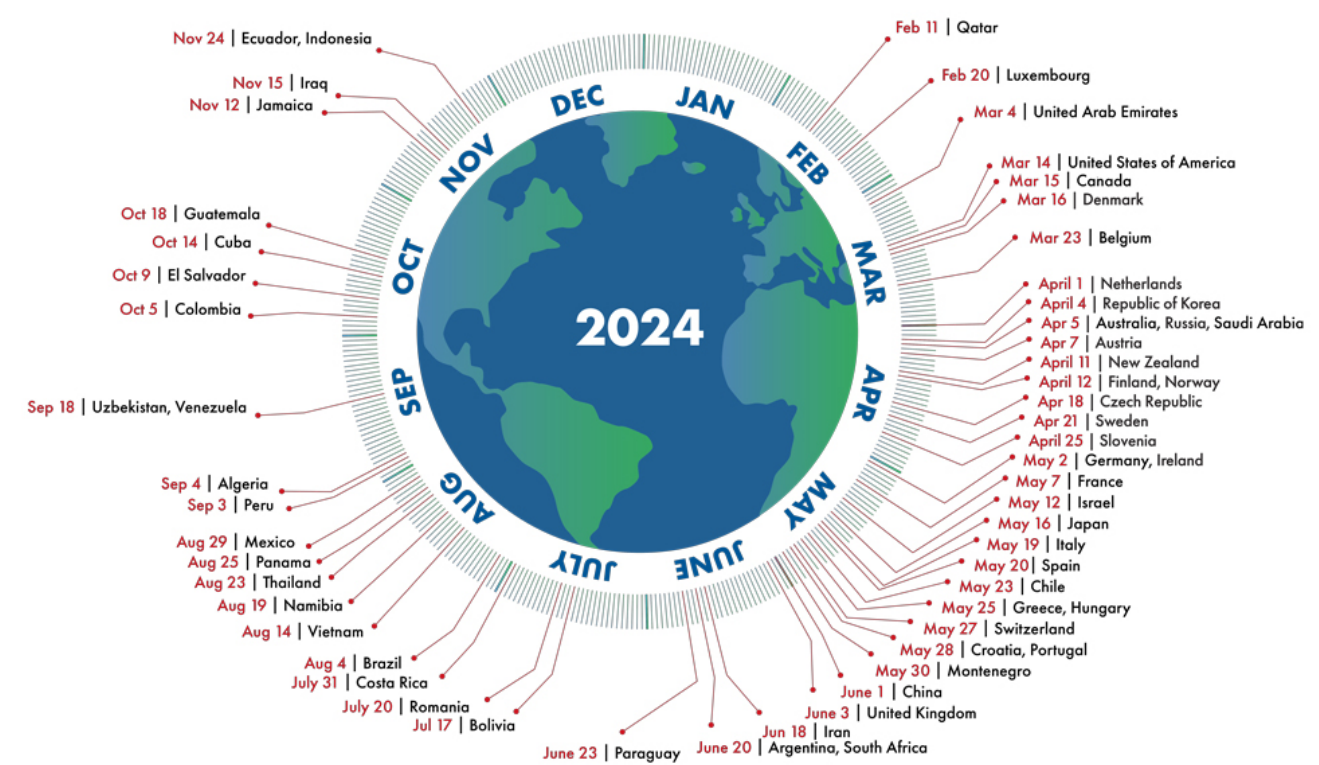 Feb 11 | Qatar
Feb 20 | Luxembourg
Mar 4 | United Arab Emirates
Mar 14 | United States of America
Mar 15 | Canada
Mar 16 | Denmark
Mar 23 | Belgium
April 1 | Netherlands
April 4 | Republic of Korea
Apr 5 | Australia, Russia, Saudi Arabia
Apr 7 | Austria
April 11 | New Zealand
April 12 | Finland, Norway
Apr 18 | Czech Republic
Apr 21 | Sweden
April 25 | Slovenia
May 2 | Germany, Ireland
May 7 | France
May 12 | Israel
May 16 | Japan
May 19 | Italy
May 20 | Spain
May 23 | Chile
May 25 | Greece, Hungary
May 27 | Switzerland
May 28 | Croatia, Portugal
May 30 | Montenegro
June 1 | China
June 3 | United Kingdom
Jun 18 | Iran
June 20 | Argentina, South Africa
June 23 | Paraguay
Jul 17 | Bolivia
July 20 | Romania
July 31 | Costa Rica
Aug 4 | Brazil
Aug 14 | Vietnam
Aug 19 | Namibia
Aug 23 | Thailand
Aug 25 | Panama
Aug 29 | Mexico
Sep 3 | Peru
Sep 4 | Algeria
Sep 18 | Uzbekistan, Venezuela
Oct 5 | Colombia
Oct 9 | El Salvador
Oct 14 | Cuba
Oct 18 | Guatemala
Nov 12 | Jamaica
Nov 15 | Iraq
Nov 24 | Ecuador, Indonesia
JAN
FEB
MAR
APR
MAY
JUNE
JULY
AUG
SEP
OCT
NOV
DEC
2024